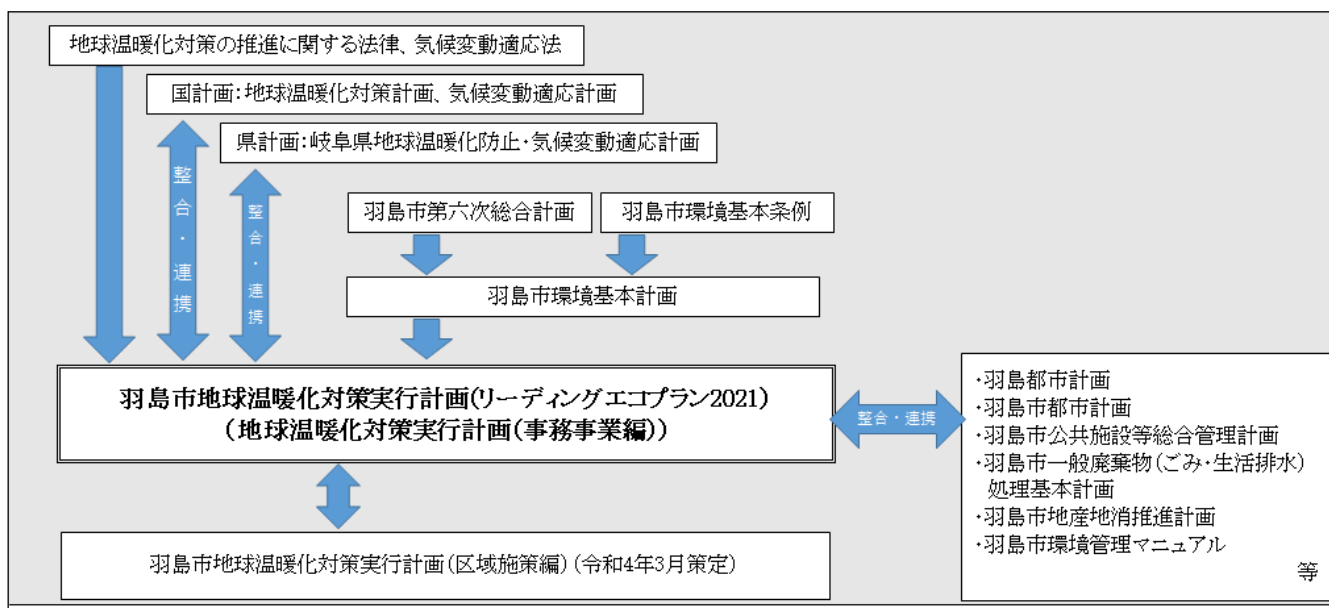 地球温暖化対策の推進に関する法律、気候変動適応法
国計画:地球温暖化対策計画、気候変動適応計画
県計画:岐阜県地球温暖化防止・気候変動適応計画
整合・連携
整合・連携
羽島市第六次総合計画
羽島市環境基本条例
羽島市環境基本計画
羽島市地球温暖化対策実行計画(リーディングエコプラン2021)
(地球温暖化対策実行計画(事務事業編))
整合・連携
・羽島都市計画
・羽島市都市計画
・羽島市公共施設等総合管理計画
・羽島市一般廃棄物(ごみ・生活排水)
処理基本計画
・羽島市地産地消推進計画
・羽島市環境管理マニュアル
等
羽島市地球温暖化対策実行計画(区域施策編)(令和4年3月策定)